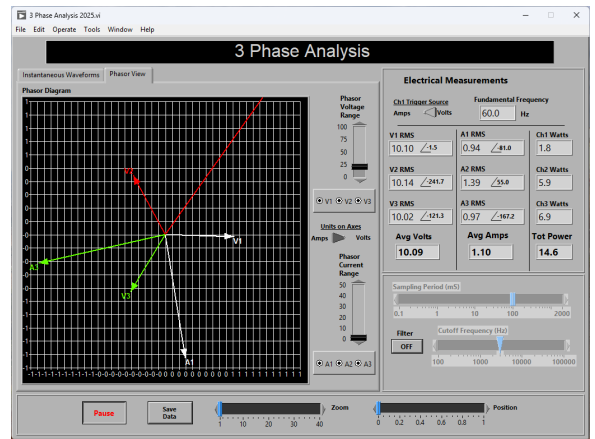 3 Phase Analysis 2025.vi
File Edit Operate Tools Window Help
3 Phase Analysis
Instantaneous Waveforms Phasor View
Phasor Diagram
V1
A1
V3
A3
Phasor Voltage Range
100
75
50
25
0
V1 V2 V3
Units on Axes
Amps Volts
Phasor Current Range
50
40
30
20
10
0
A1 A2 A3
Electrical Measurements
Ch1 Trigger Source Fundamental Frequency
Amps Volts 60.0 Hz
V1 RMS A1 RMS Ch1 Watts
10.10 ∠-1.5 0.94 ∠-81.0 1.8
V2 RMS A2 RMS Ch2 Watts
10.14 ∠-241.7 1.39 ∠55.0 5.9
V3 RMS A3 RMS Ch3 Watts
10.02 ∠-121.3 0.97 ∠-167.2 6.9
Avg Volts Avg Amps Tot Power
10.09 1.10 14.6
Sampling Period (mS)
0.1 1 10 100 2000
Filter Cutoff Frequency (Hz)
OFF
100 1000 10000 100000
Pause Save Data Zoom Position
1 10 20 30 40 0 0.2 0.4 0.6 0.8 1